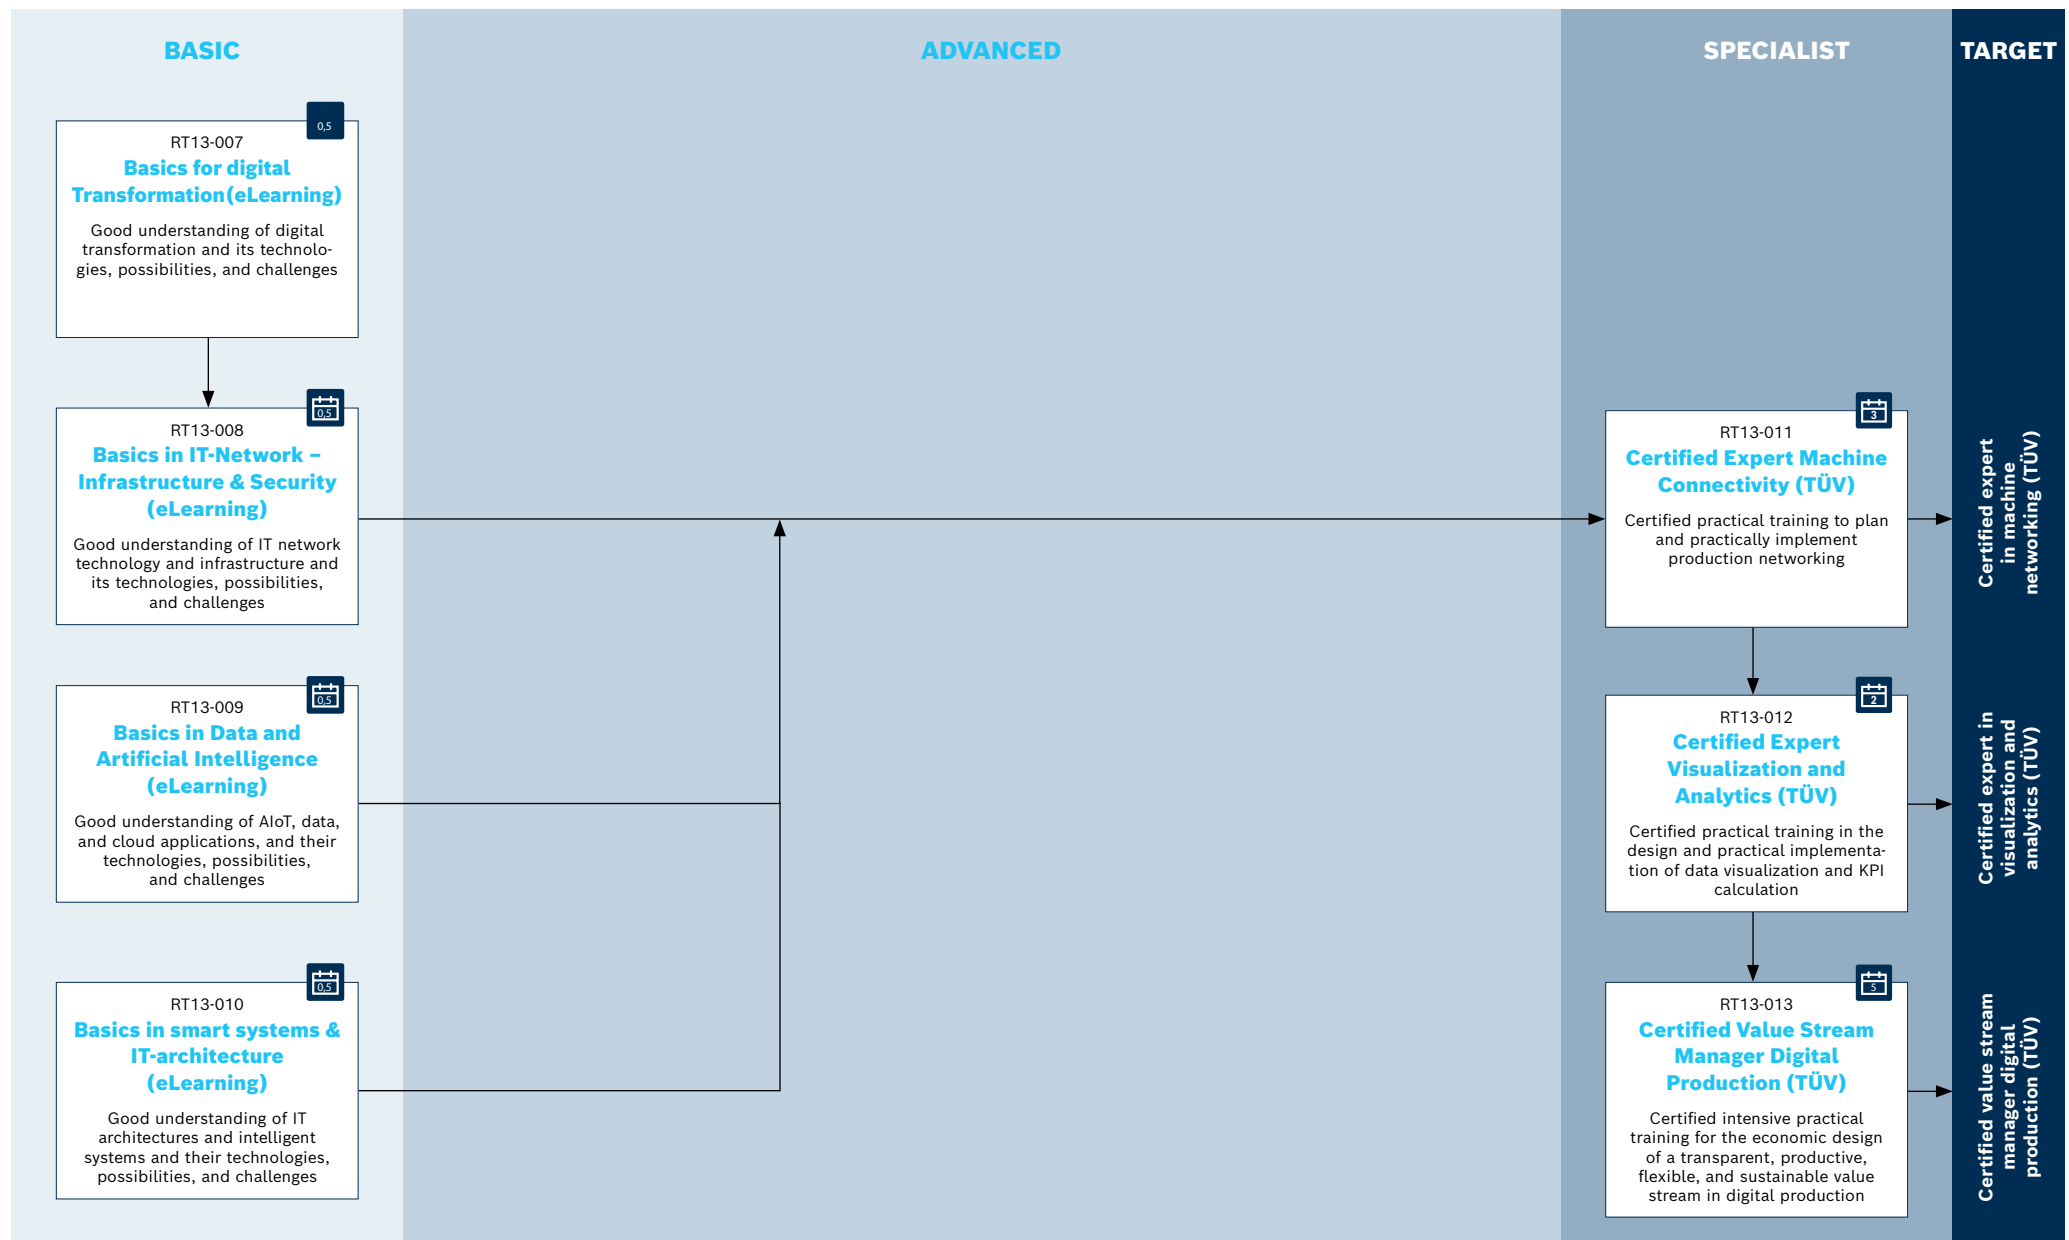 BASIC
ADVANCED
SPECIALIST
TARGET
0,5
RT13-007
Basics for digital
Transformation(eLearning)
Good understanding of digital
transformation and its technolo-
gies, possibilities, and challenges
0,5
RT13-008
Basics in IT-Network –
Infrastructure & Security
(eLearning)
Good understanding of IT network
technology and infrastructure and
its technologies, possibilities,
and challenges
3
RT13-011
Certified Expert Machine
Connectivity (TÜV)
Certified practical training to plan
and practically implement
production networking
Certified expert
in machine
networking (TÜV)
0,5
RT13-009
Basics in Data and
Artificial Intelligence
(eLearning)
Good understanding of AIoT, data,
and cloud applications, and their
technologies, possibilities,
and challenges
2
RT13-012
Certified Expert
Visualization and
Analytics (TÜV)
Certified practical training in the
design and practical implementa-
tion of data visualization and KPI
calculation
Certified expert in
visualization and
analytics (TÜV)
0,5
RT13-010
Basics in smart systems &
IT-architecture
(eLearning)
Good understanding of IT
architectures and intelligent
systems and their technologies,
possibilities, and challenges
5
RT13-013
Certified Value Stream
Manager Digital
Production (TÜV)
Certified intensive practical
training for the economic design
of a transparent, productive,
flexible, and sustainable value
stream in digital production
Certified value stream
manager digital
production (TÜV)